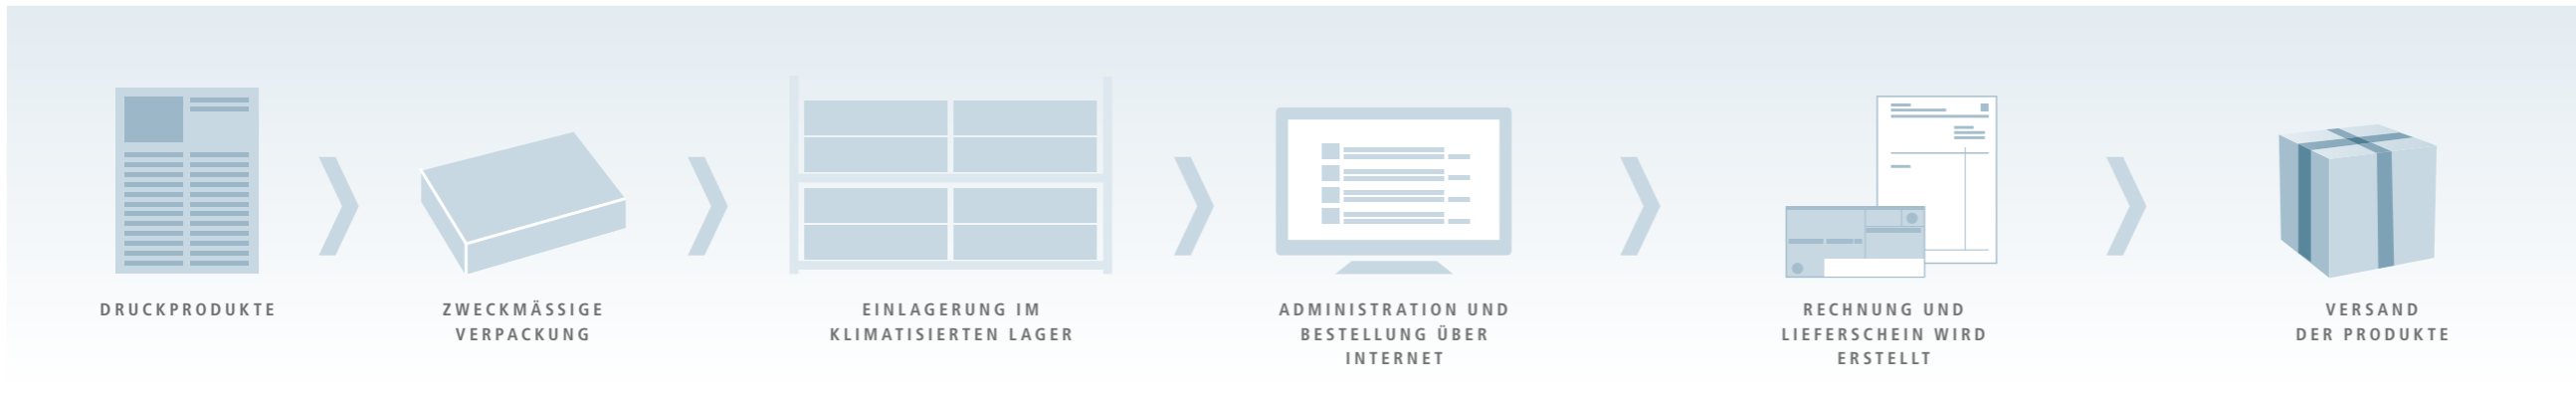 DRUCKPRODUKTE
ZWECKMÄSSIGE
VERPACKUNG
EINLAGERUNG IM
KLIMATISIERTEN LAGER
ADMINISTRATION UND
BESTELLUNG ÜBER
INTERNET
RECHNUNG UND
LIEFERSCHEIN WIRD
ERSTELLT
VERSAND
DER PRODUKTE